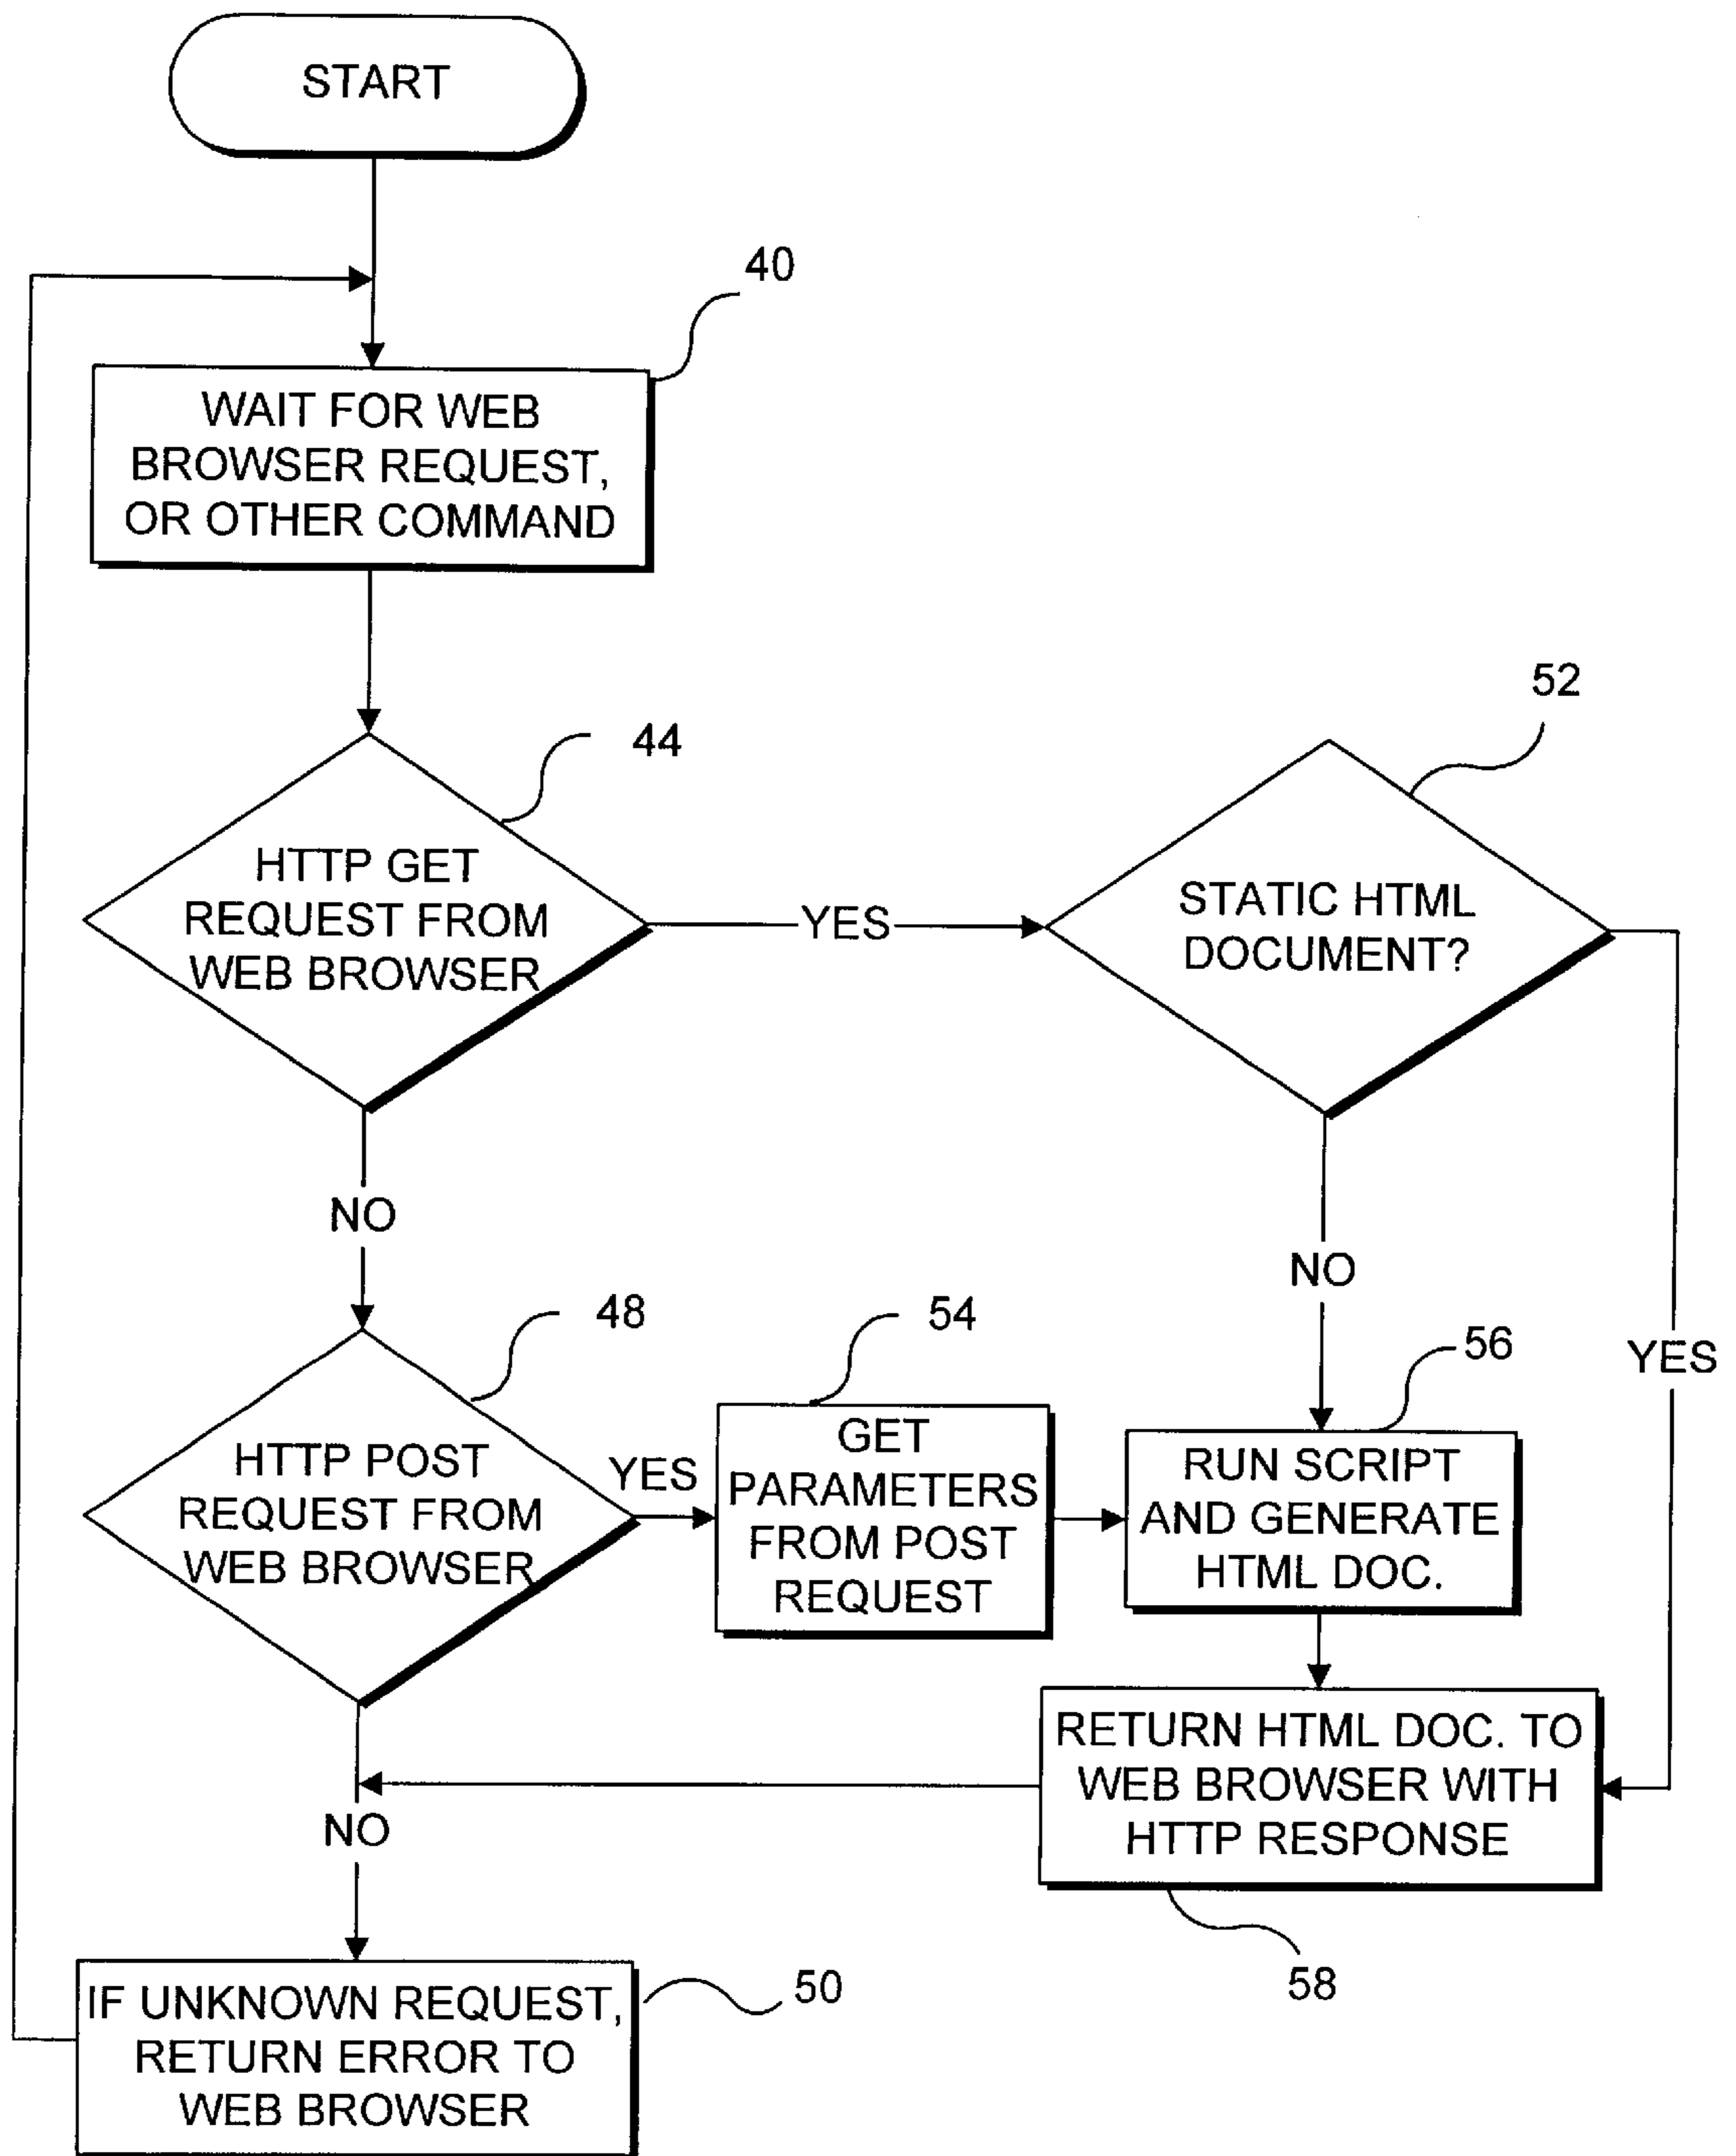 START
40
WAIT FOR WEB
BROWSER REQUEST,
OR OTHER COMMAND
44
HTTP GET
REQUEST FROM
WEB BROWSER
YES
52
STATIC HTML
DOCUMENT?
NO
NO
YES
48
HTTP POST
REQUEST FROM
WEB BROWSER
YES
54
GET
PARAMETERS
FROM POST
REQUEST
56
RUN SCRIPT
AND GENERATE
HTML DOC.
RETURN HTML DOC. TO
WEB BROWSER WITH
HTTP RESPONSE
58
NO
IF UNKNOWN REQUEST,
RETURN ERROR TO
WEB BROWSER
50